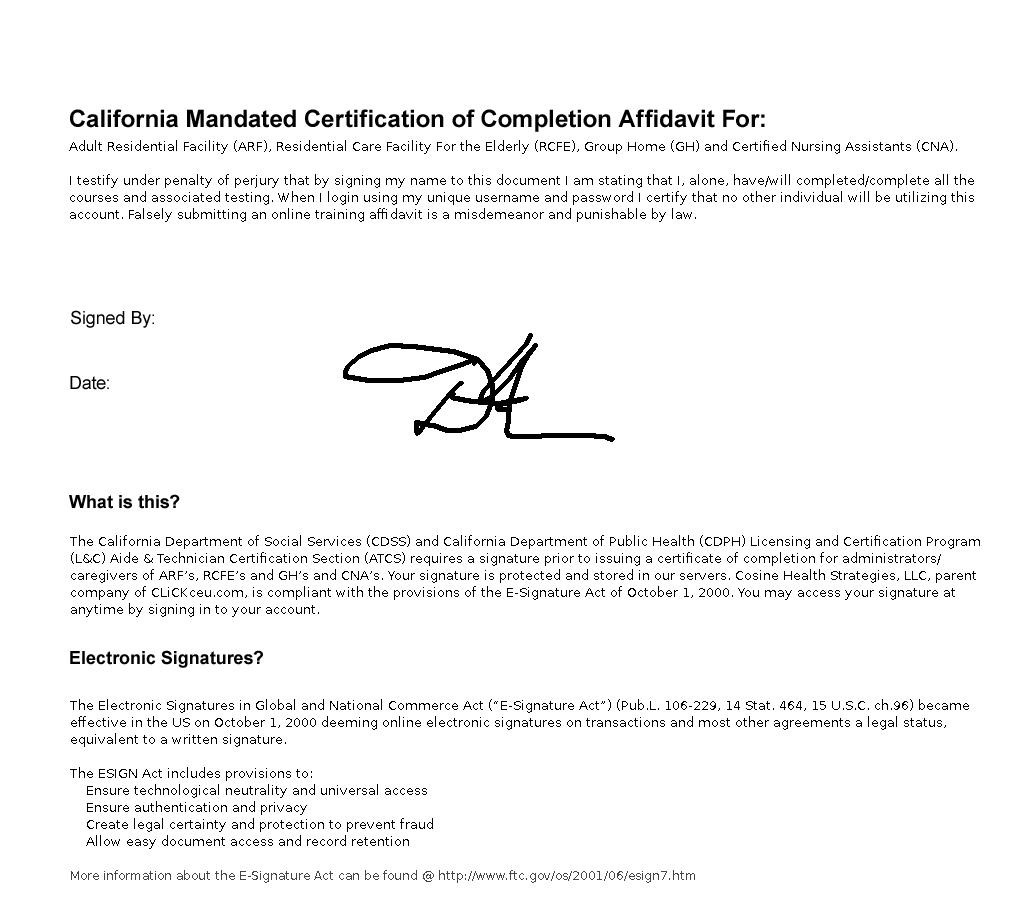 California Mandated Certification of Completion Affidavit For:
Adult Residential Facility (ARF), Residential Care Facility For the Elderly (RCFE), Group Home (GH) and Certified Nursing Assistants (CNA).
I testify under penalty of perjury that by signing my name to this document I am stating that I, alone, have/will completed/complete all the
courses and associated testing. When I login using my unique username and password I certify that no other individual will be utilizing this
account. Falsely submitting an online training affidavit is a misdemeanor and punishable by law.
Signed By:
Date:
What is this?
The California Department of Social Services (CDSS) and California Department of Public Health (CDPH) Licensing and Certification Program
(L&C) Aide & Technician Certification Section (ATCS) requires a signature prior to issuing a certificate of completion for administrators/
caregivers of ARF’s, RCFE’s and GH’s and CNA’s. Your signature is protected and stored in our servers. Cosine Health Strategies, LLC, parent
company of CLiCKceu.com, is compliant with the provisions of the E-Signature Act of October 1, 2000. You may access your signature at
anytime by signing in to your account.
Electronic Signatures?
The Electronic Signatures in Global and National Commerce Act (“E-Signature Act”) (Pub.L. 106-229, 14 Stat. 464, 15 U.S.C. ch.96) became
effective in the US on October 1, 2000 deeming online electronic signatures on transactions and most other agreements a legal status,
equivalent to a written signature.
The ESIGN Act includes provisions to:
Ensure technological neutrality and universal access
Ensure authentication and privacy
Create legal certainty and protection to prevent fraud
Allow easy document access and record retention
More information about the E-Signature Act can be found @ http://www.ftc.gov/os/2001/06/esign7.htm